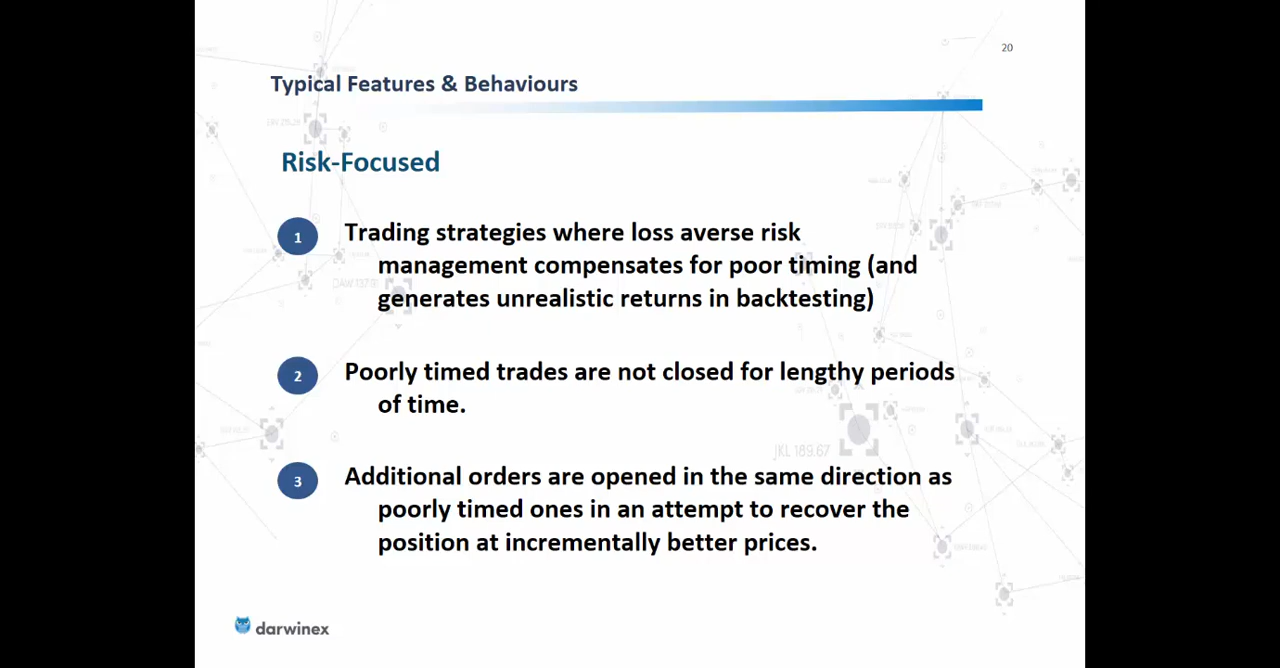 20
Typical Features & Behaviours
Risk-Focused
1 Trading strategies where loss averse risk
management compensates for poor timing (and
generates unrealistic returns in backtesting)
2 Poorly timed trades are not closed for lengthy periods
of time.
3 Additional orders are opened in the same direction as
poorly timed ones in an attempt to recover the
position at incrementally better prices.
JKL 189.67
darwinex